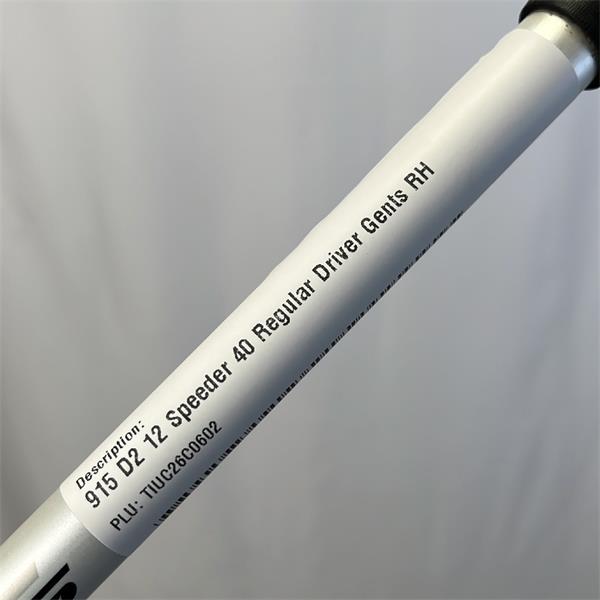 Description:
915 D2 12 Speeder 40 Regular Driver Gents RH
PLU: TIUC26C0602